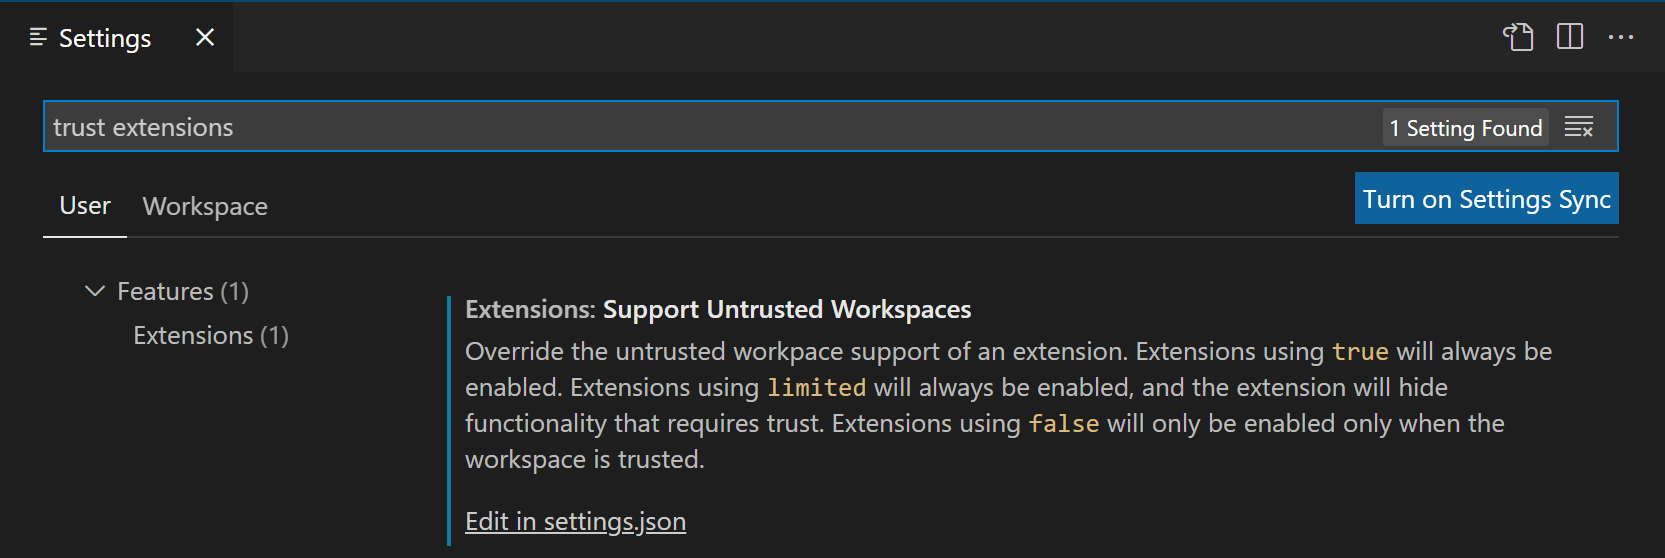 Settings
trust extensions
1 Setting Found
User
Workspace
Turn on Settings Sync
Features (1)
Extensions (1)
Extensions: Support Untrusted Workspaces
Override the untrusted workpace support of an extension. Extensions using true will always be
enabled. Extensions using limited will always be enabled, and the extension will hide
functionality that requires trust. Extensions using false will only be enabled only when the
workspace is trusted.
Edit in settings.json